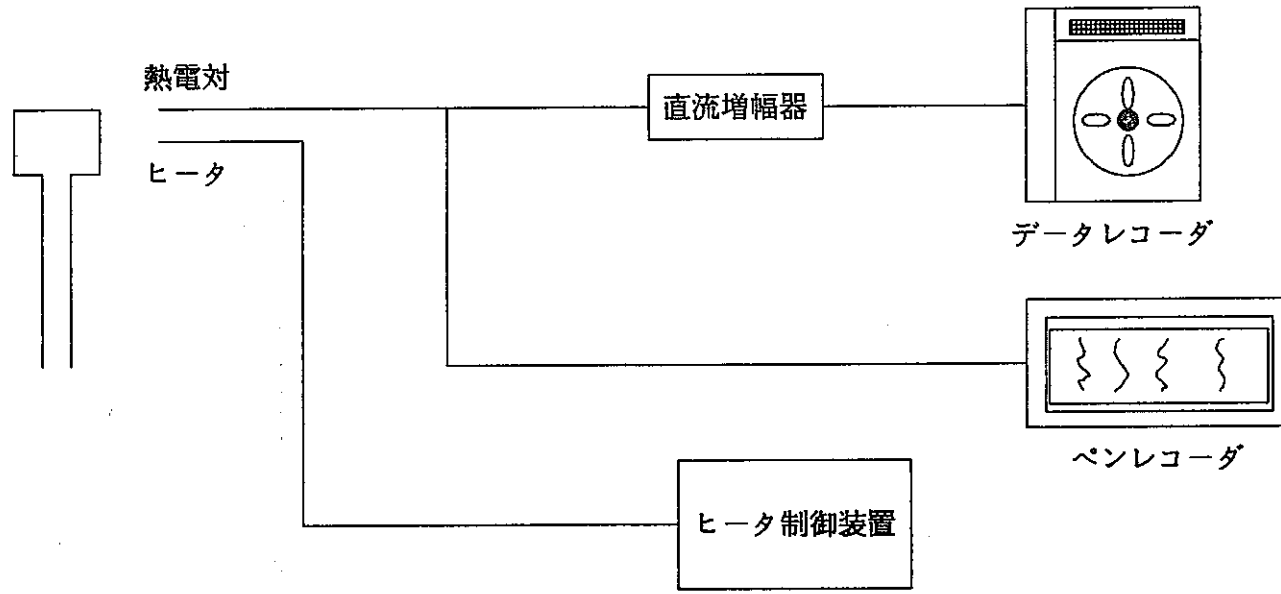 熱電対
直流増幅器
ヒータ
データレコーダ
ペンレコーダ
ヒータ制御装置